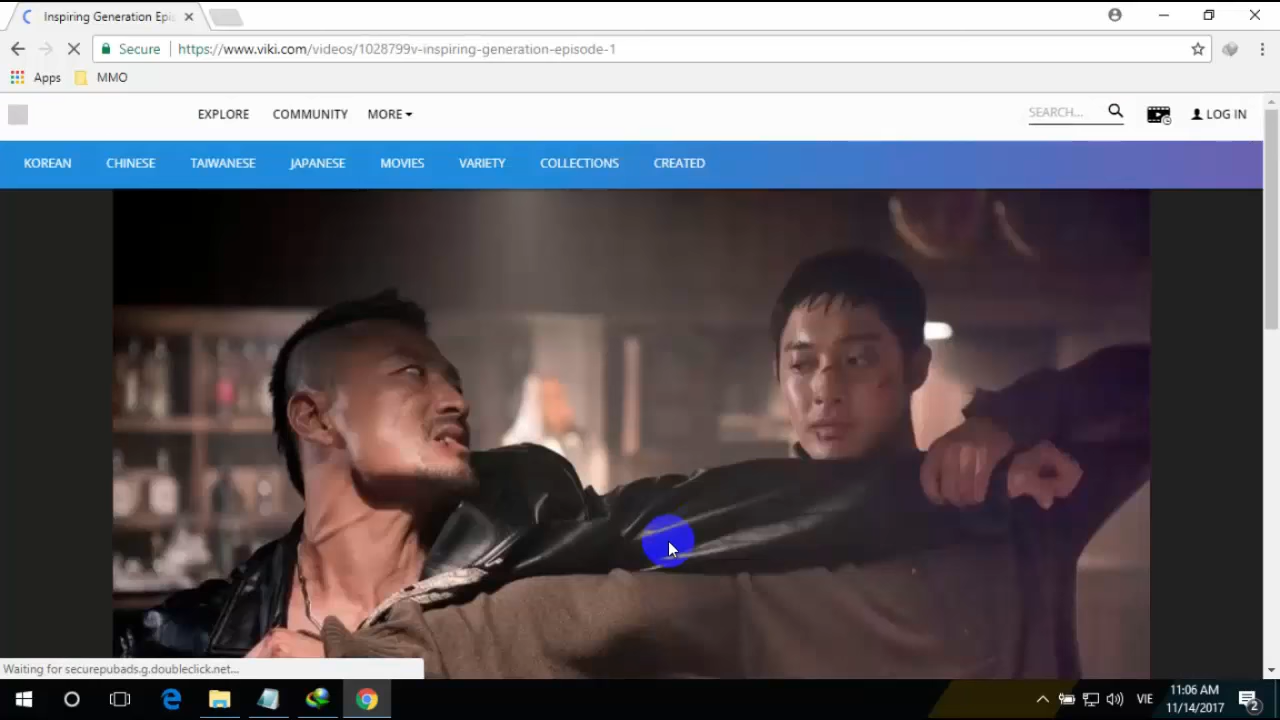 Inspiring Generation Epi
Secure
https://www.viki.com/videos/1028799v-inspiring-generation-episode-1
Apps
MMO
EXPLORE
COMMUNITY
MORE
SEARCH...
LOG IN
KOREAN
CHINESE
TAIWANESE
JAPANESE
MOVIES
VARIETY
COLLECTIONS
CREATED
Waiting for securepubads.g.doubleclick.net...
VIE
11:06 AM
11/14/2017
2